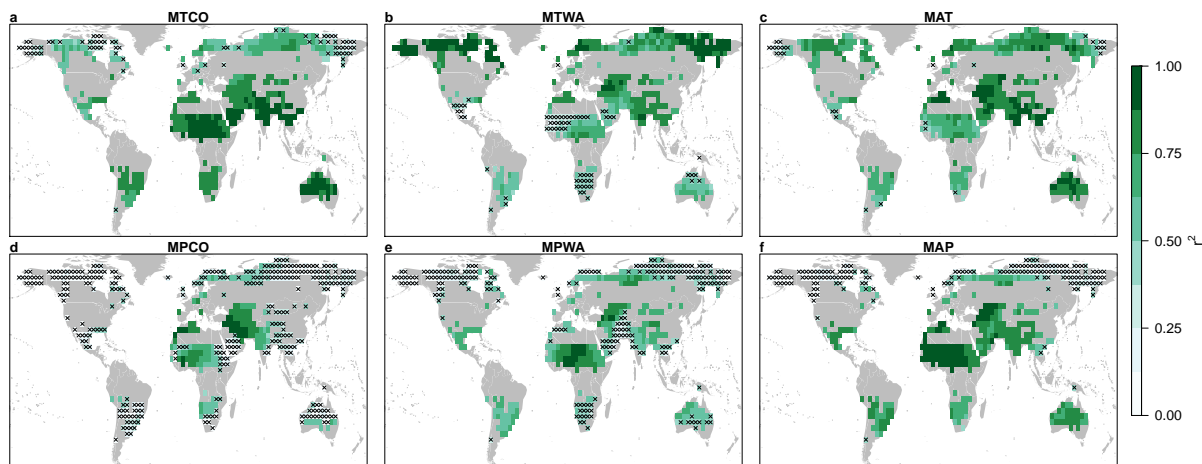 a MTCO
b MTWA
c MAT
d MPCO
e MPWA
f MAP
1.00
0.75
0.50
0.25
0.00
r²